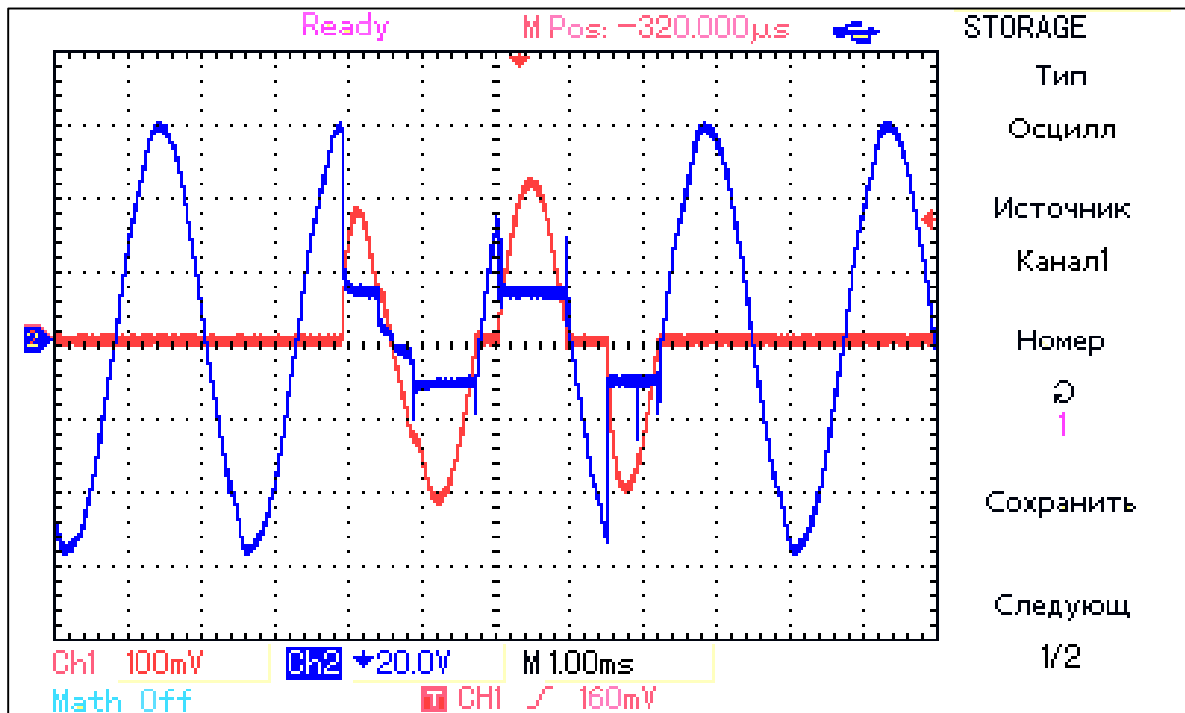 Ready M Pos: -320.000µs STORAGE
Тип
Осцилл
Источник
Канал1
2
Номер
1
Сохранить
Следующ
Ch1 100mV Ch2 20.0V M 1.00ms 1/2
Math Off T CH1 160mV